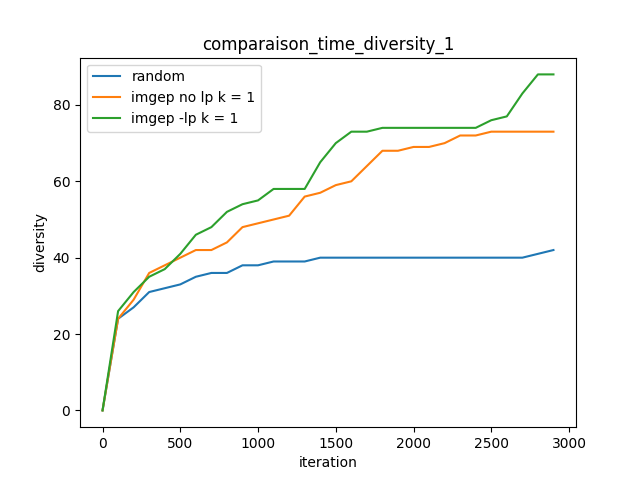 comparaison_time_diversity_1
random
imgep no lp k = 1
imgep -lp k = 1
80
60
40
20
0
diversity
0 500 1000 1500 2000 2500 3000
iteration